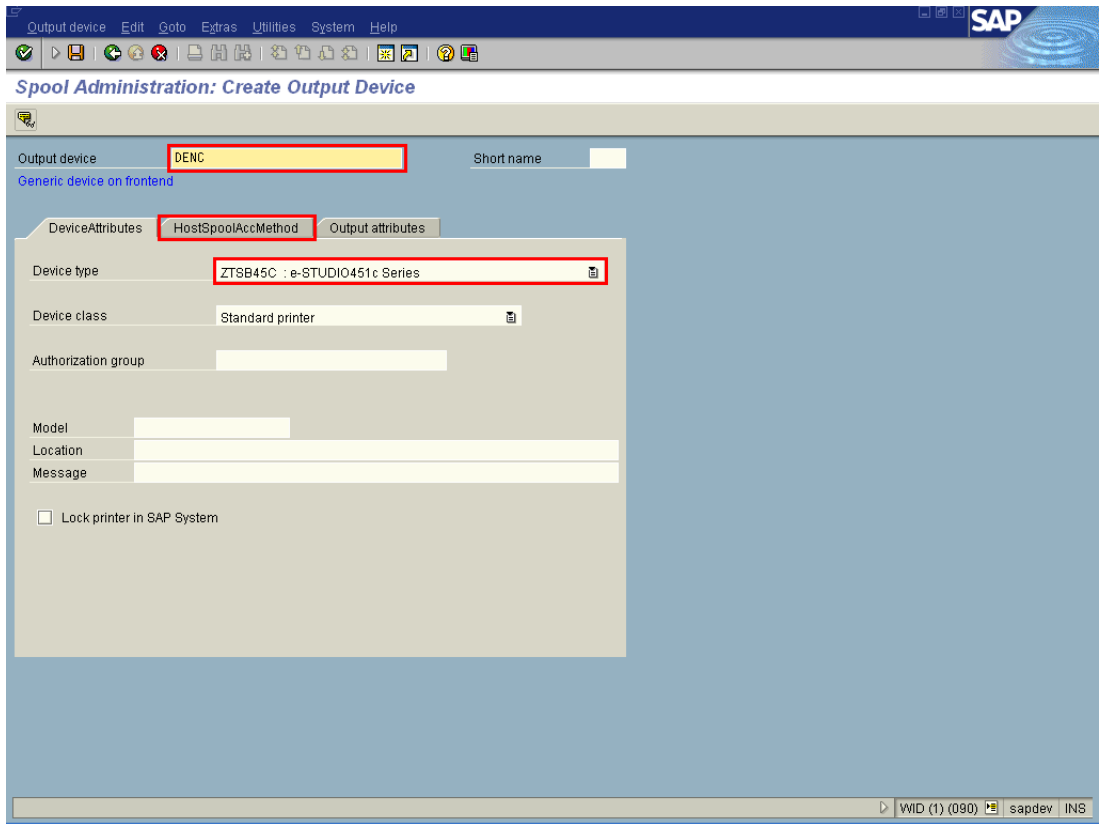 Output device Edit Goto Extras Utilities System Help
SAP
Spool Administration: Create Output Device
Output device DENC Short name
Generic device on frontend
DeviceAttributes HostSpoolAccMethod Output attributes
Device type ZTSB45C : e-STUDIO451c Series
Device class Standard printer
Authorization group
Model
Location
Message
Lock printer in SAP System
WID (1) (090) sapdev INS